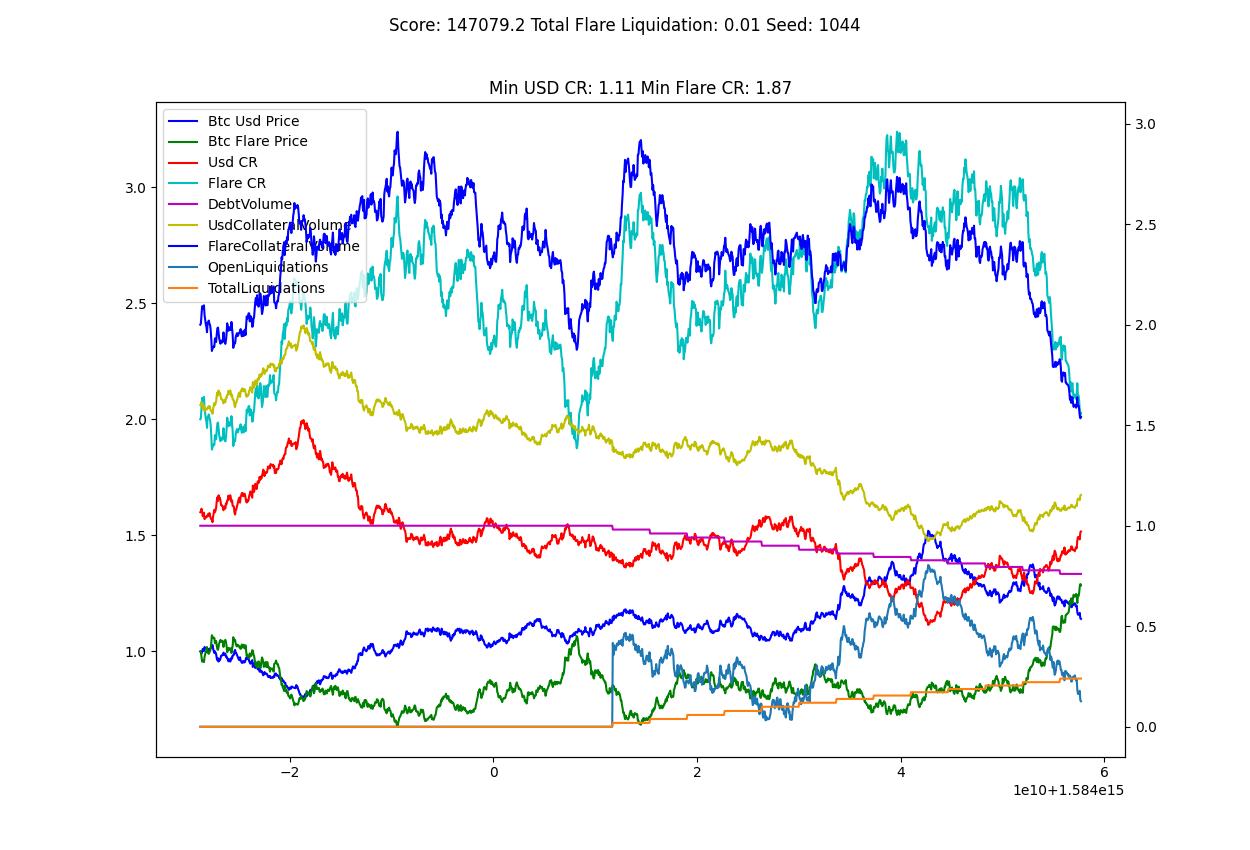 Score: 147079.2 Total Flare Liquidation: 0.01 Seed: 1044
Min USD CR: 1.11 Min Flare CR: 1.87
Btc Usd Price
Btc Flare Price
Usd CR
Flare CR
DebtVolume
UsdCollateralVolume
FlareCollateralVolume
OpenLiquidations
TotalLiquidations
3.0
2.5
2.0
1.5
1.0
3.0
2.5
2.0
1.5
1.0
0.5
0.0
−2 0 2 4 6
1e10+1.584e15